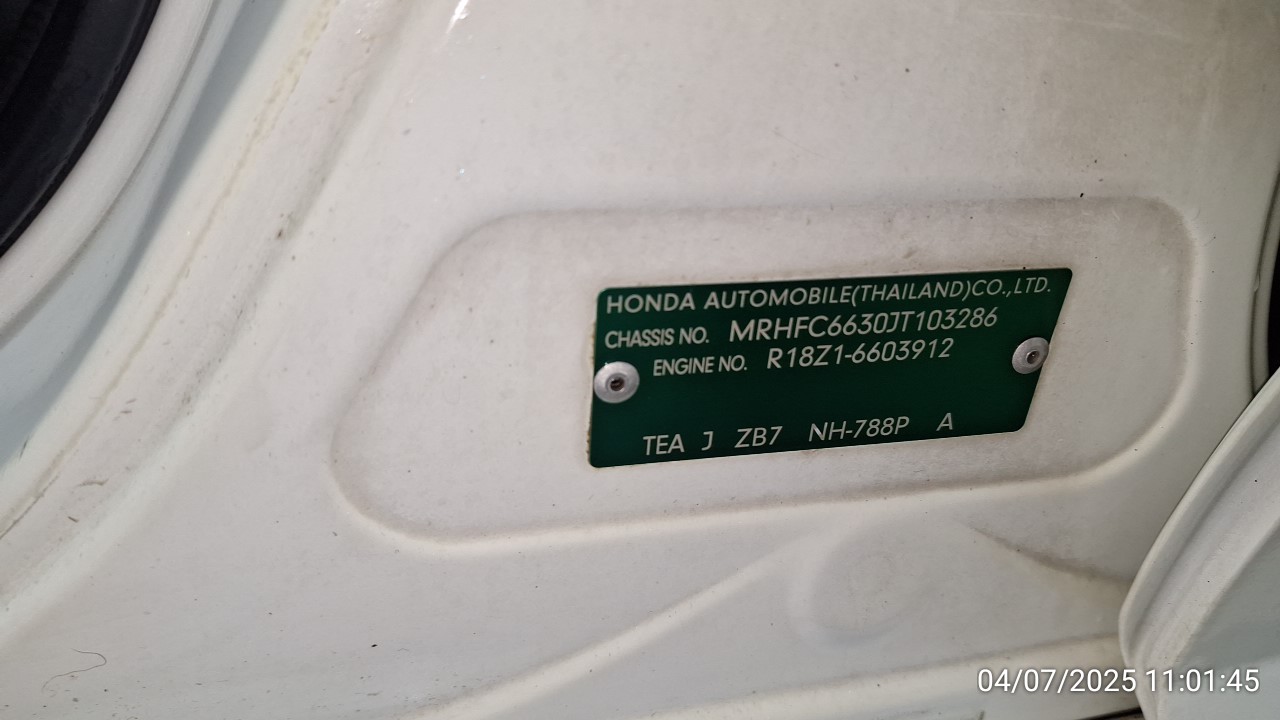 HONDA AUTOMOBILE(THAILAND)CO.,LTD.
CHASSIS NO. MRHFC6630JT103286
ENGINE NO. R18Z1-6603912
TEA J ZB7 NH-788P A
04/07/2025 11:01:45